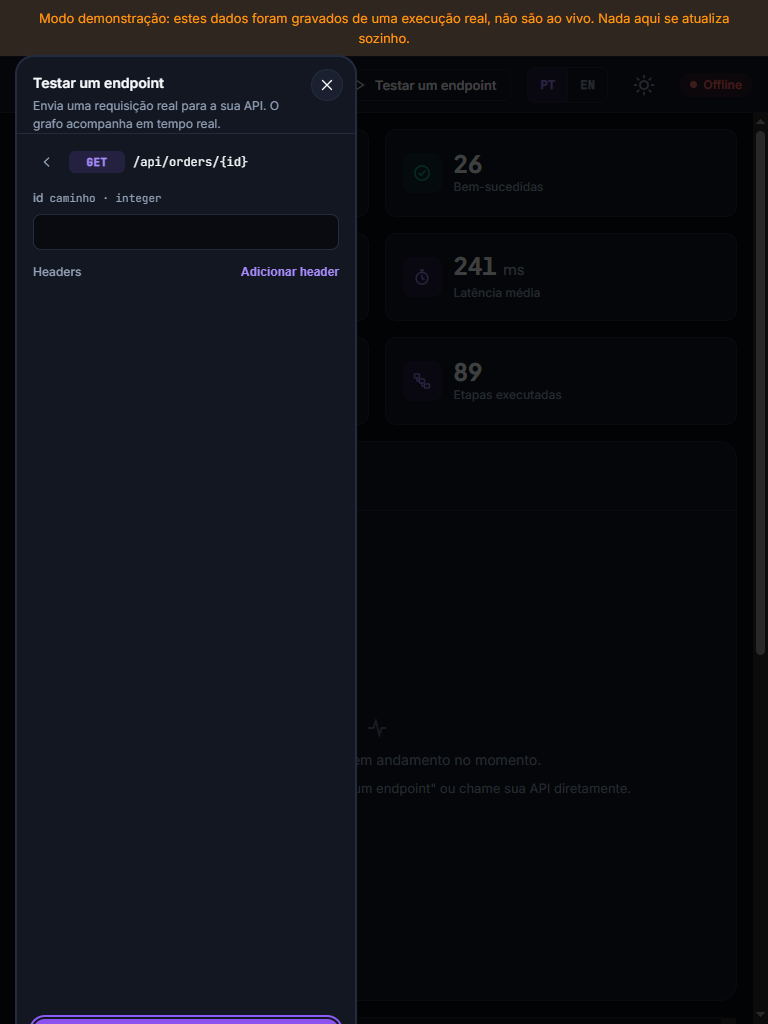 Modo demonstração: estes dados foram gravados de uma execução real, não são ao vivo. Nada aqui se atualiza
sozinho.
Testar um endpoint
Envia uma requisição real para a sua API. O
grafo acompanha em tempo real.
Testar um endpoint
PT
EN
Offline
GET
/api/orders/{id}
id caminho · integer
Headers
Adicionar header
26
Bem-sucedidas
241 ms
Latência média
89
Etapas executadas
em andamento no momento.
um endpoint" ou chame sua API diretamente.